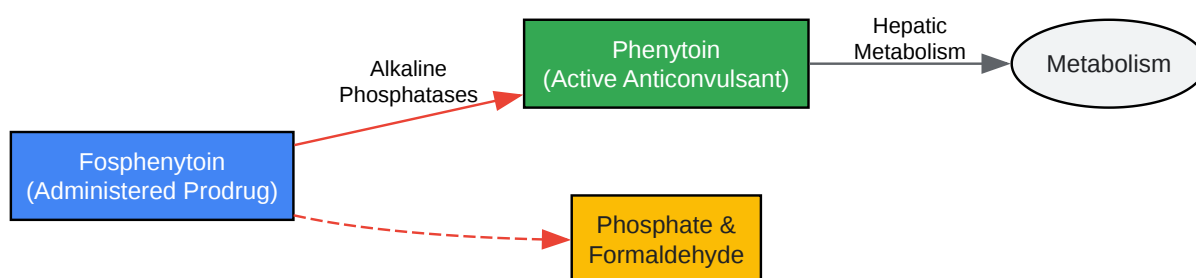 Fosphenytoin
(Administered Prodrug)
Alkaline
Phosphatases
Phenytoin
(Active Anticonvulsant)
Hepatic
Metabolism
Metabolism
Phosphate &
Formaldehyde